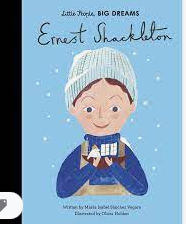 Little People, BIG DREAMS
Ernest Shackleton
Written by Maria Isabel Sánchez Vegara
Illustrated by Olivia Holden